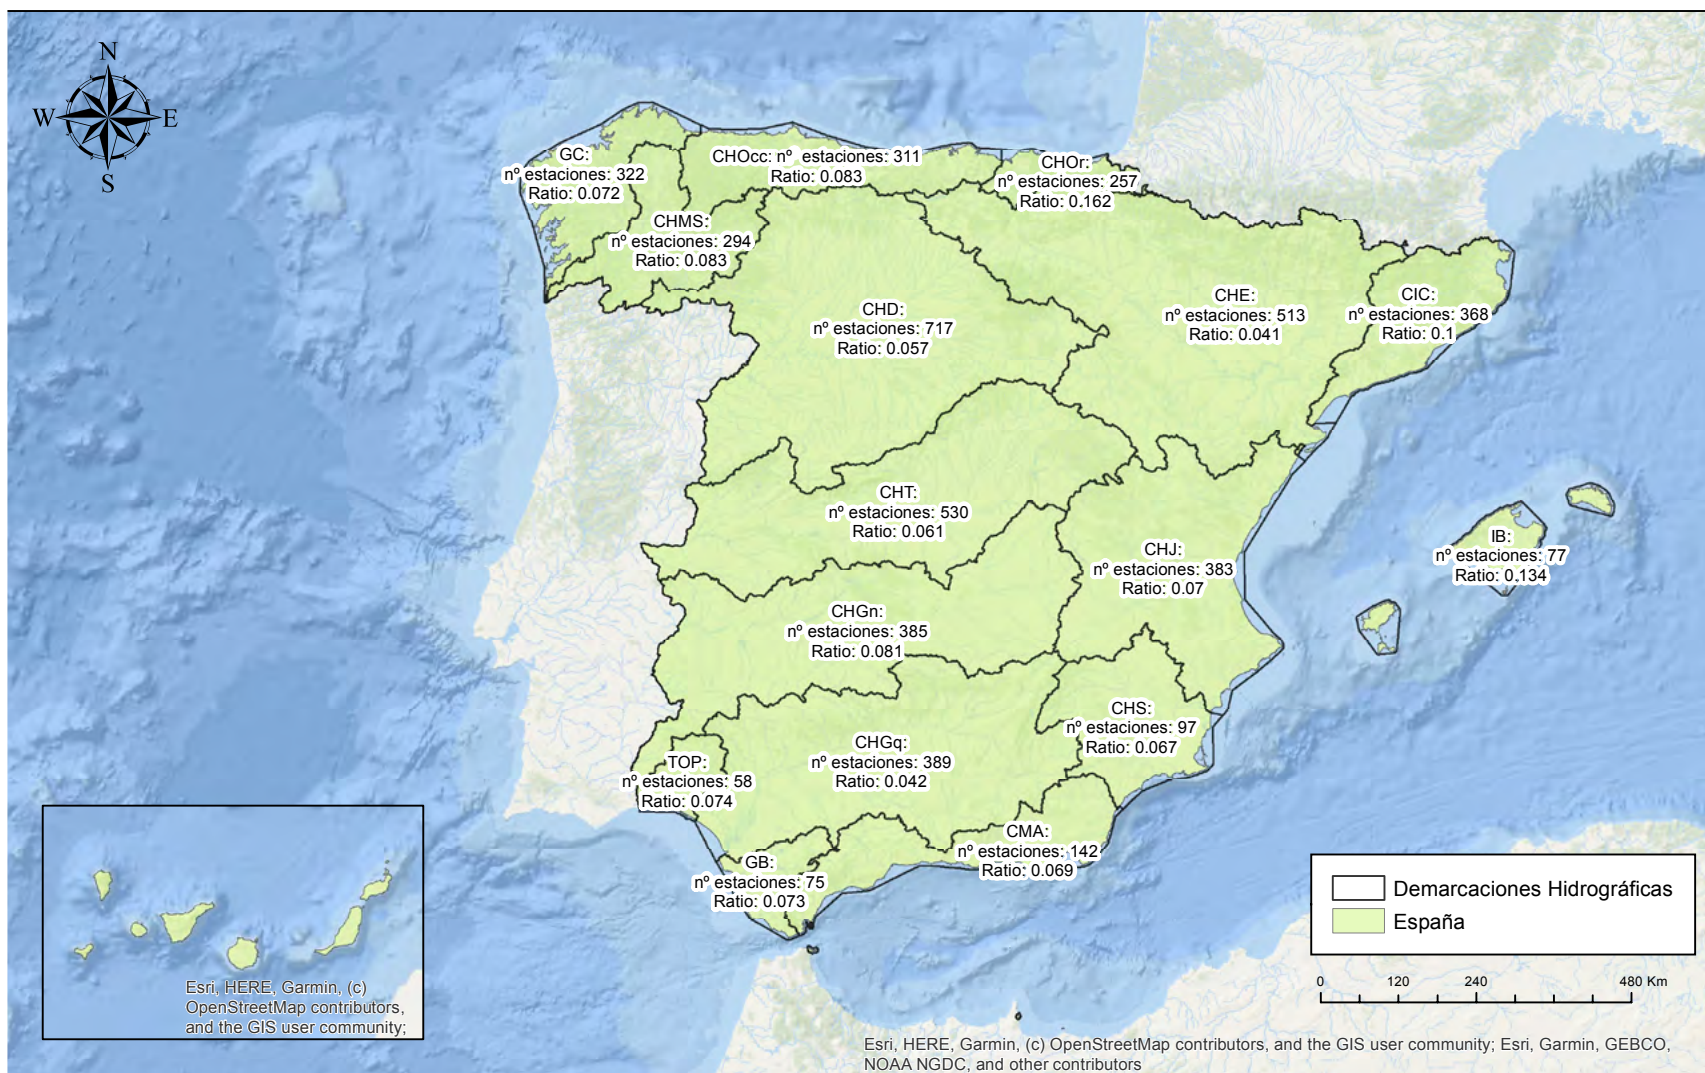 N
W
E
S
GC:
nº estaciones: 322
Ratio: 0.072
CHOcc: nº estaciones: 311
Ratio: 0.083
CHOr:
nº estaciones: 257
Ratio: 0.162
CHMS:
nº estaciones: 294
Ratio: 0.083
CHD:
nº estaciones: 717
Ratio: 0.057
CHE:
nº estaciones: 513
Ratio: 0.041
CIC:
nº estaciones: 368
Ratio: 0.1
CHT:
nº estaciones: 530
Ratio: 0.061
CHJ:
nº estaciones: 383
Ratio: 0.07
IB:
nº estaciones: 77
Ratio: 0.134
CHGn:
nº estaciones: 385
Ratio: 0.081
CHS:
nº estaciones: 97
Ratio: 0.067
CHGq:
nº estaciones: 389
Ratio: 0.042
TOP:
nº estaciones: 58
Ratio: 0.074
CMA:
nº estaciones: 142
Ratio: 0.069
GB:
nº estaciones: 75
Ratio: 0.073
Demarcaciones Hidrográficas
España
0 120 240 480 Km
Esri, HERE, Garmin, (c)
OpenStreetMap contributors,
and the GIS user community;
Esri, HERE, Garmin, (c) OpenStreetMap contributors, and the GIS user community; Esri, Garmin, GEBCO,
NOAA NGDC, and other contributors